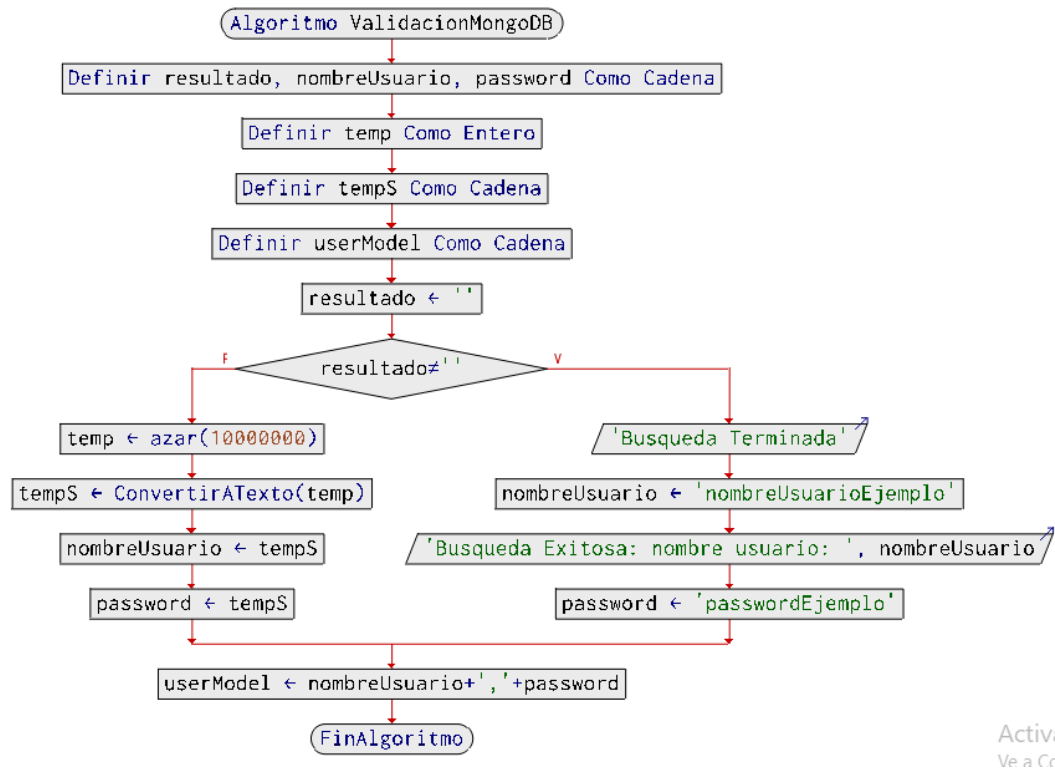 Algoritmo ValidacionMongoDB
Definir resultado, nombreUsuario, password Como Cadena
Definir temp Como Entero
Definir tempS Como Cadena
Definir userModel Como Cadena
resultado ← ''
resultado≠''
F
V
temp ← azar(10000000)
tempS ← ConvertirATexto(temp)
nombreUsuario ← tempS
password ← tempS
'Busqueda Terminada'
nombreUsuario ← 'nombreUsuarioEjemplo'
'Busqueda Exitosa: nombre usuario: ', nombreUsuario
password ← 'passwordEjemplo'
userModel ← nombreUsuario+','+password
FinAlgoritmo
Activa
Ve a Co